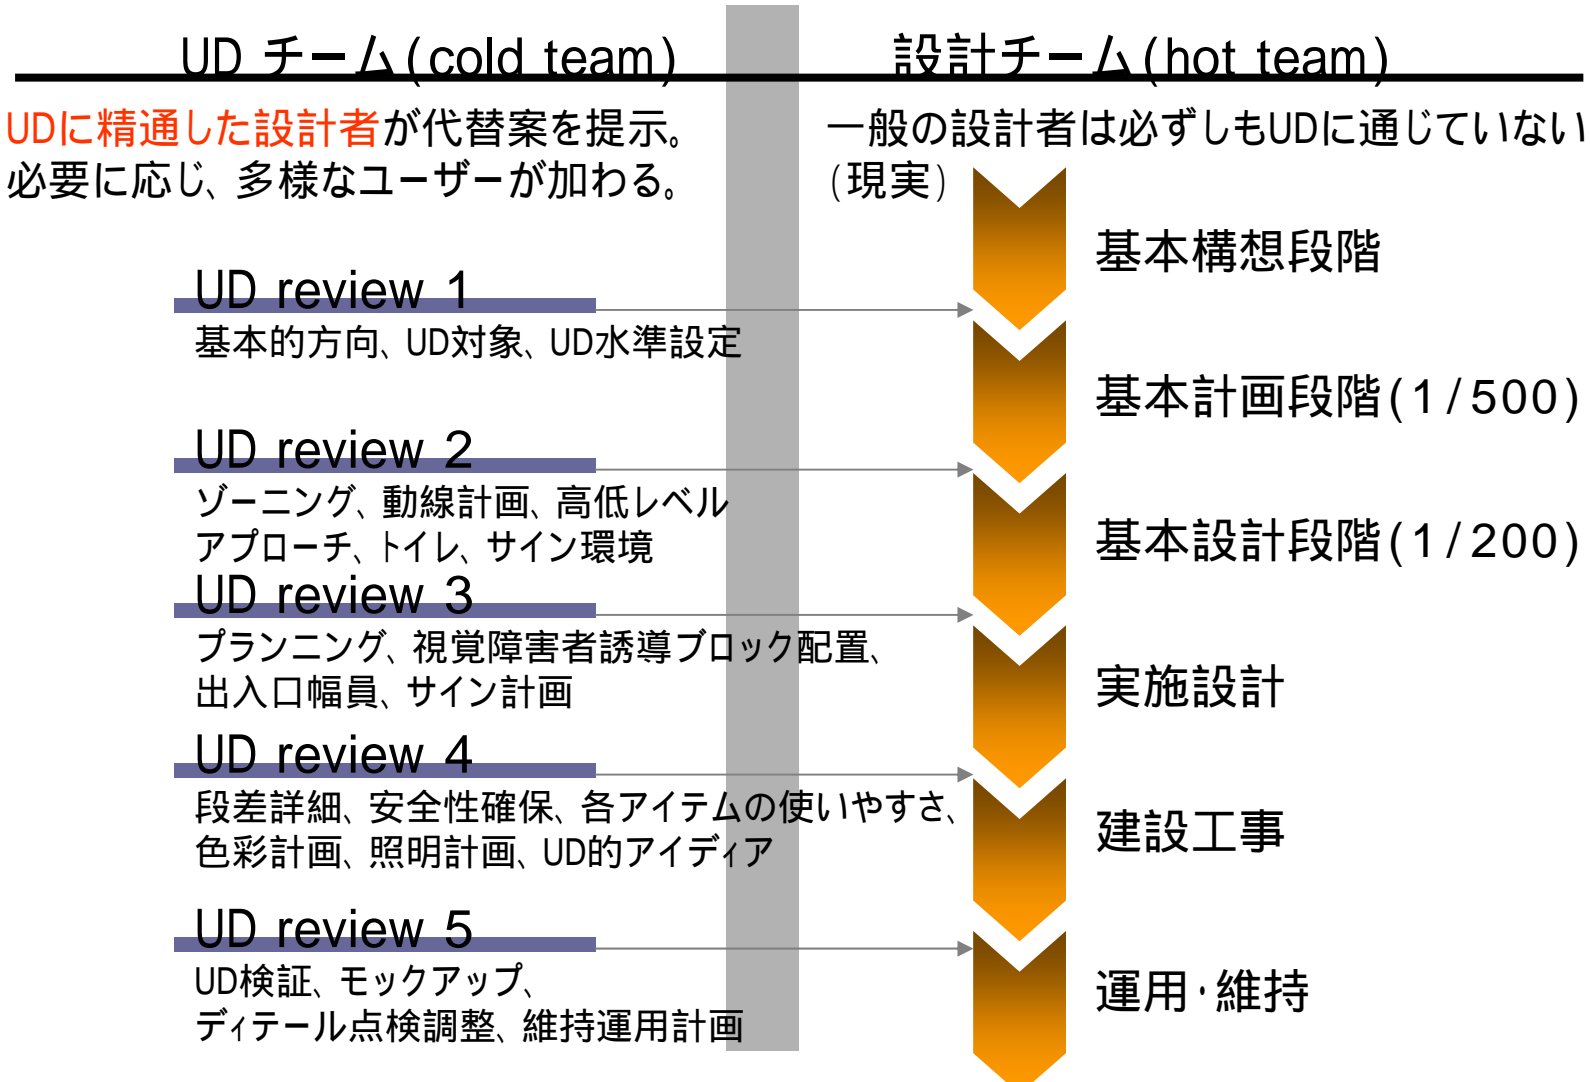 UD チーム(cold team)
UDに精通した設計者が代替案を提示。
必要に応じ、多様なユーザーが加わる。
UD review 1
基本的方向、UD対象、UD水準設定
UD review 2
ゾーニング、動線計画、高低レベル
アプローチ、トイレ、サイン環境
UD review 3
プランニング、視覚障害者誘導ブロック配置、
出入口幅員、サイン計画
UD review 4
段差詳細、安全性確保、各アイテムの使いやすさ、
色彩計画、照明計画、UD的アイディア
UD review 5
UD検証、モックアップ、
ディテール点検調整、維持運用計画
設計チーム(hot team)
一般の設計者は必ずしもUDに通じていない
(現実)
基本構想段階
基本計画段階(1/500)
基本設計段階(1/200)
実施設計
建設工事
運用・維持